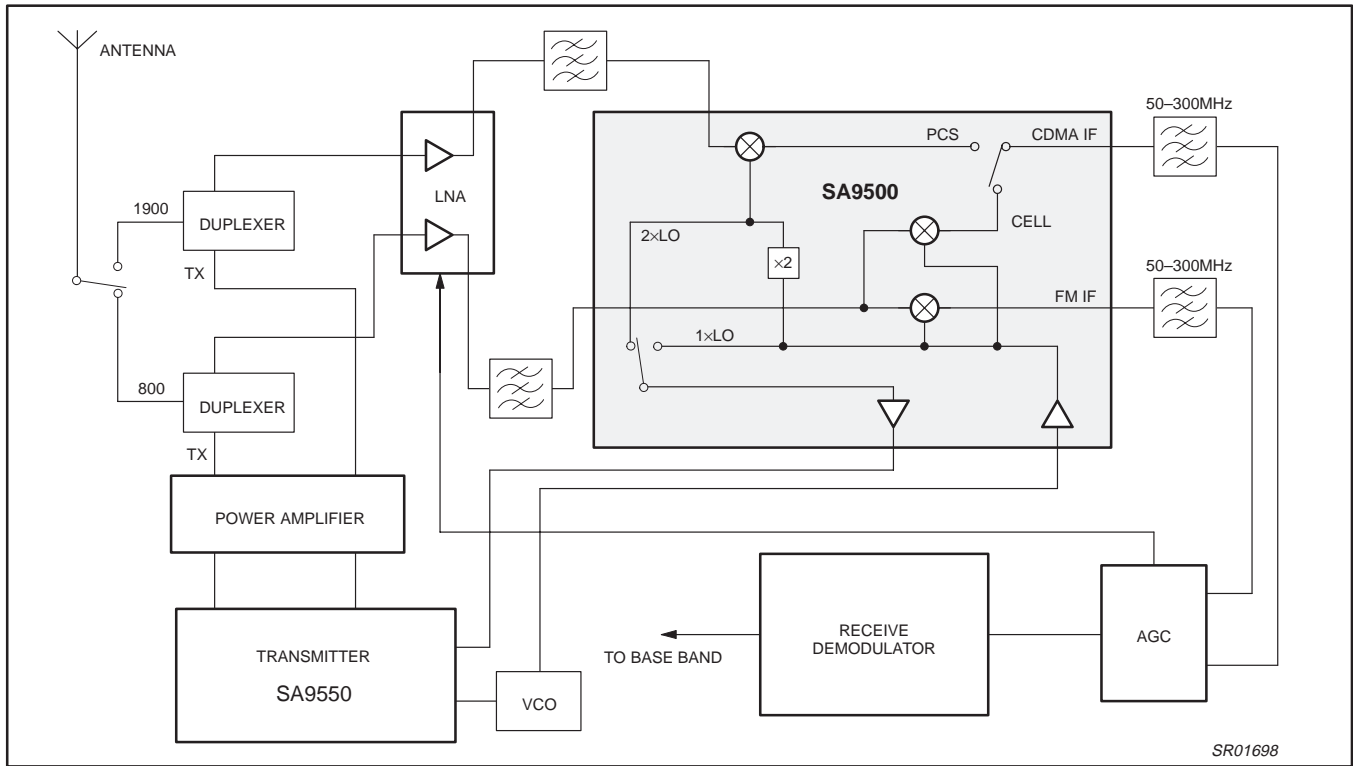 ANTENNA
50–300MHz
PCS
CDMA IF
LNA
SA9500
1900
DUPLEXER
2×LO
CELL
×2
TX
50–300MHz
FM IF
1×LO
800
DUPLEXER
TX
POWER AMPLIFIER
RECEIVE
DEMODULATOR
AGC
TRANSMITTER
TO BASE BAND
SA9550
VCO
SR01698